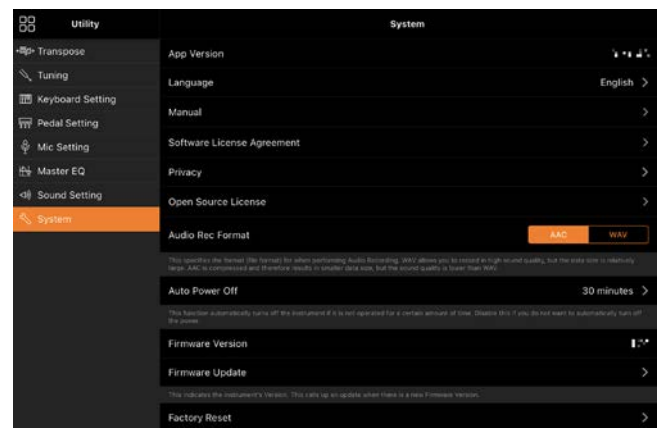 Utility
System
Transpose
Tuning
Keyboard Setting
Pedal Setting
Mic Setting
Master EQ
Sound Setting
System
App Version
Language English
Manual
Software License Agreement
Privacy
Open Source License
Audio Rec Format AAC WAV
This specifies the format (file format) for when performing Audio Recording. WAV allows you to record in high sound quality, but the data size is relatively
large. AAC is compressed and therefore results in smaller data size, but the sound quality is lower than WAV.
Auto Power Off 30 minutes
This function automatically turns off the instrument if it is not operated for a certain amount of time. Disable this if you do not want to automatically turn off
the power.
Firmware Version
Firmware Update
This indicates the instrument's Version. This calls up an update when there is a new Firmware Version.
Factory Reset